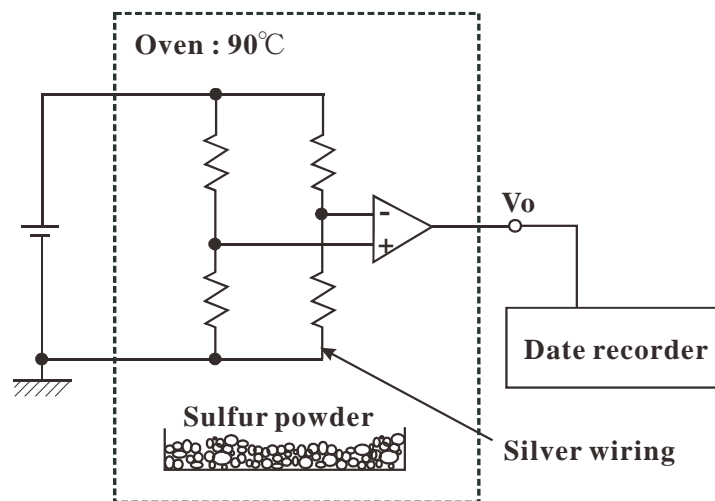 Oven : 90℃
-
+
Vo
Date recorder
Sulfur powder
Silver wiring